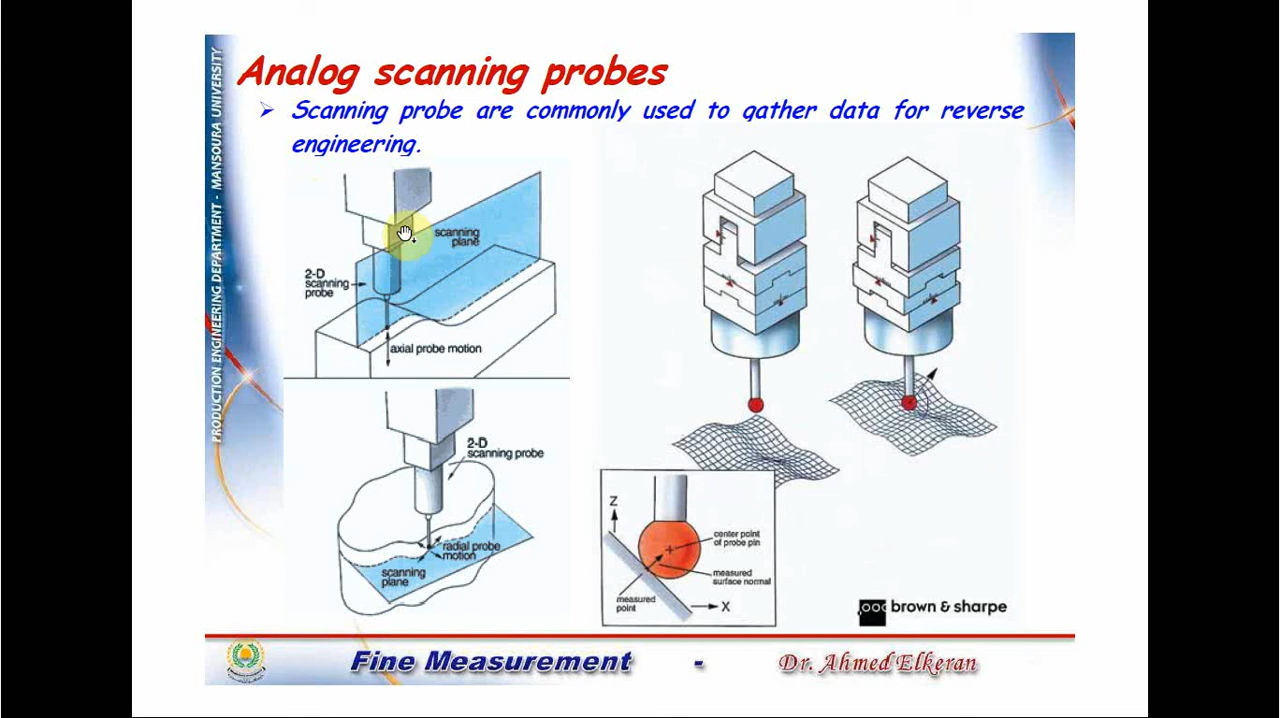 Analog scanning probes
➢ Scanning probe are commonly used to gather data for reverse
engineering.
PRODUCTION ENGINEERING DEPARTMENT - MANSOURA UNIVERSITY
scanning
plane
2-D
scanning
probe
axial probe motion
2-D
scanning probe
radial probe
motion
scanning
plane
Z
center point
of probe pin
measured
surface normal
measured
point
X
brown & sharpe
Fine Measurement - Dr. Ahmed Elkeran